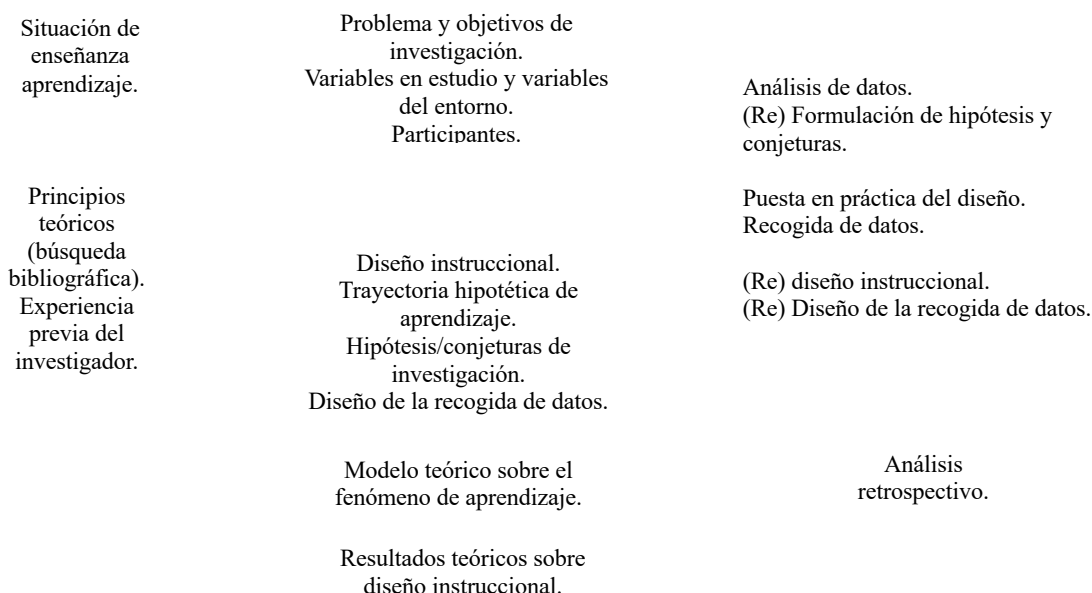 Situación de
enseñanza
aprendizaje.
Problema y objetivos de
investigación.
Variables en estudio y variables
del entorno.
Participantes.
Análisis de datos.
(Re) Formulación de hipótesis y
conjeturas.
Principios
teóricos
(búsqueda
bibliográfica).
Experiencia
previa del
investigador.
Diseño instruccional.
Trayectoria hipotética de
aprendizaje.
Hipótesis/conjeturas de
investigación.
Diseño de la recogida de datos.
Puesta en práctica del diseño.
Recogida de datos.
(Re) diseño instruccional.
(Re) Diseño de la recogida de datos.
Modelo teórico sobre el
fenómeno de aprendizaje.
Análisis
retrospectivo.
Resultados teóricos sobre
diseño instruccional.